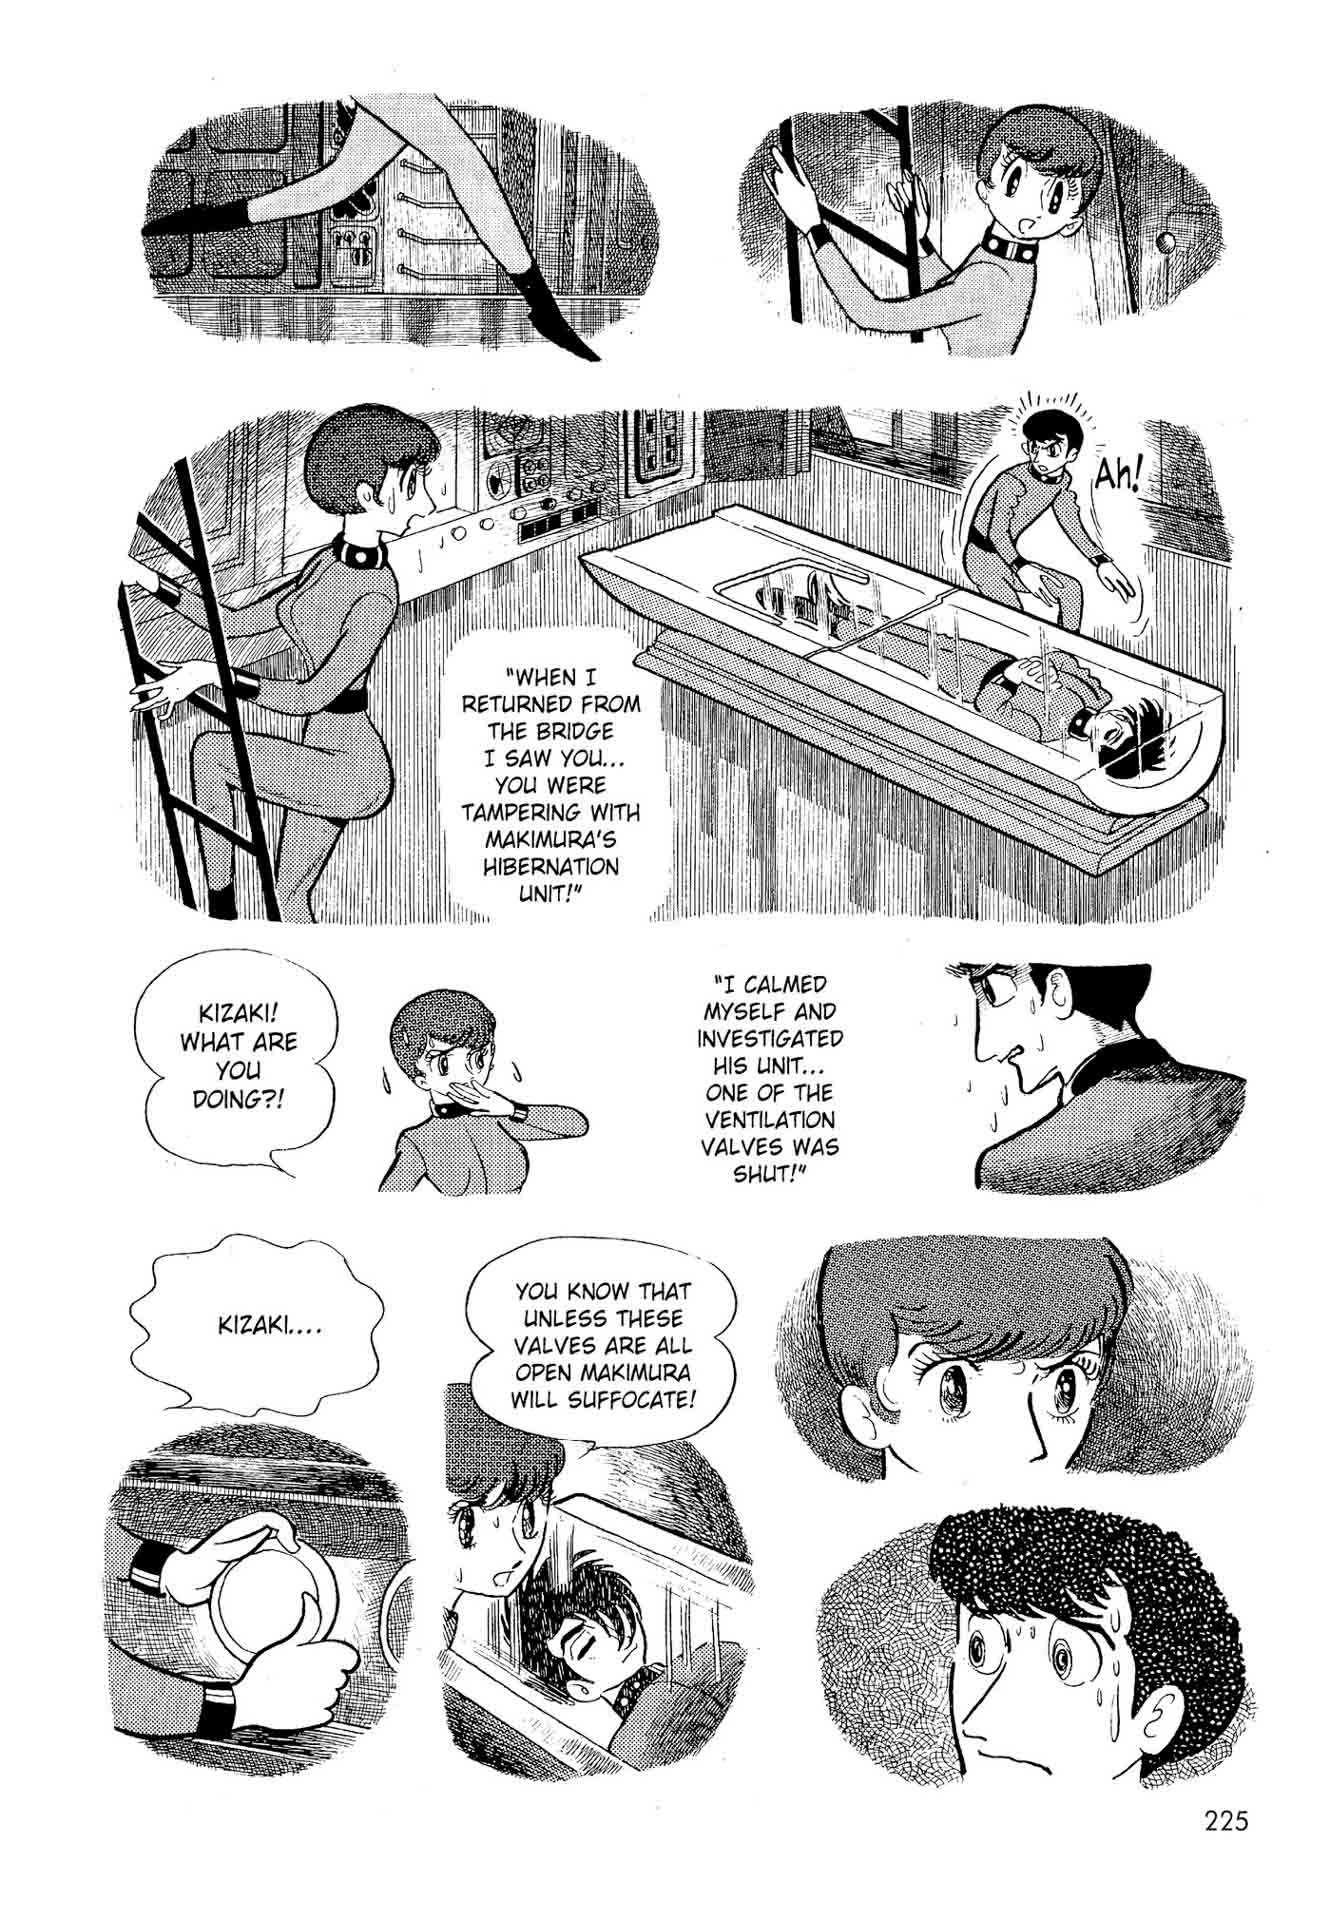 Ah!
"WHEN I
RETURNED FROM
THE BRIDGE
I SAW YOU...
YOU WERE
TAMPERING WITH
MAKIMURA'S
HIBERNATION
UNIT!"
KIZAKI!
WHAT ARE
YOU
DOING?!
"I CALMED
MYSELF AND
INVESTIGATED
HIS UNIT...
ONE OF THE
VENTILATION
VALVES WAS
SHUT!"
KIZAKI....
YOU KNOW THAT
UNLESS THESE
VALVES ARE ALL
OPEN MAKIMURA
WILL SUFFOCATE!
225